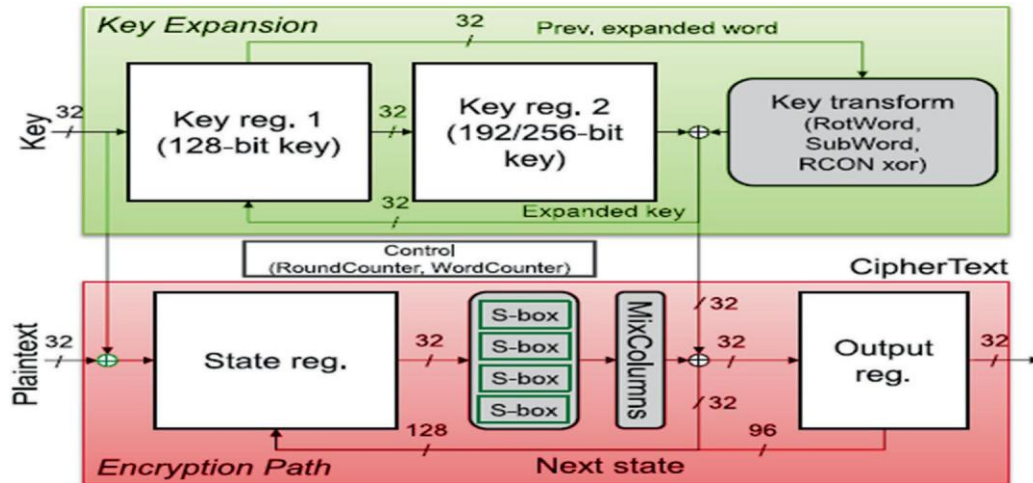 Key Expansion
32
Prev, expanded word
32
Key
Key reg. 1
(128-bit key)
32
Key reg. 2
(192/256-bit
key)
Key transform
(RotWord,
SubWord,
RCON xor)
32
Expanded key
Control
(RoundCounter, WordCounter)
CipherText
32
Plaintext
32
State reg.
32
S-box
S-box
S-box
S-box
MixColumns
32
32
Output
reg.
32
128
96
Encryption Path
Next state